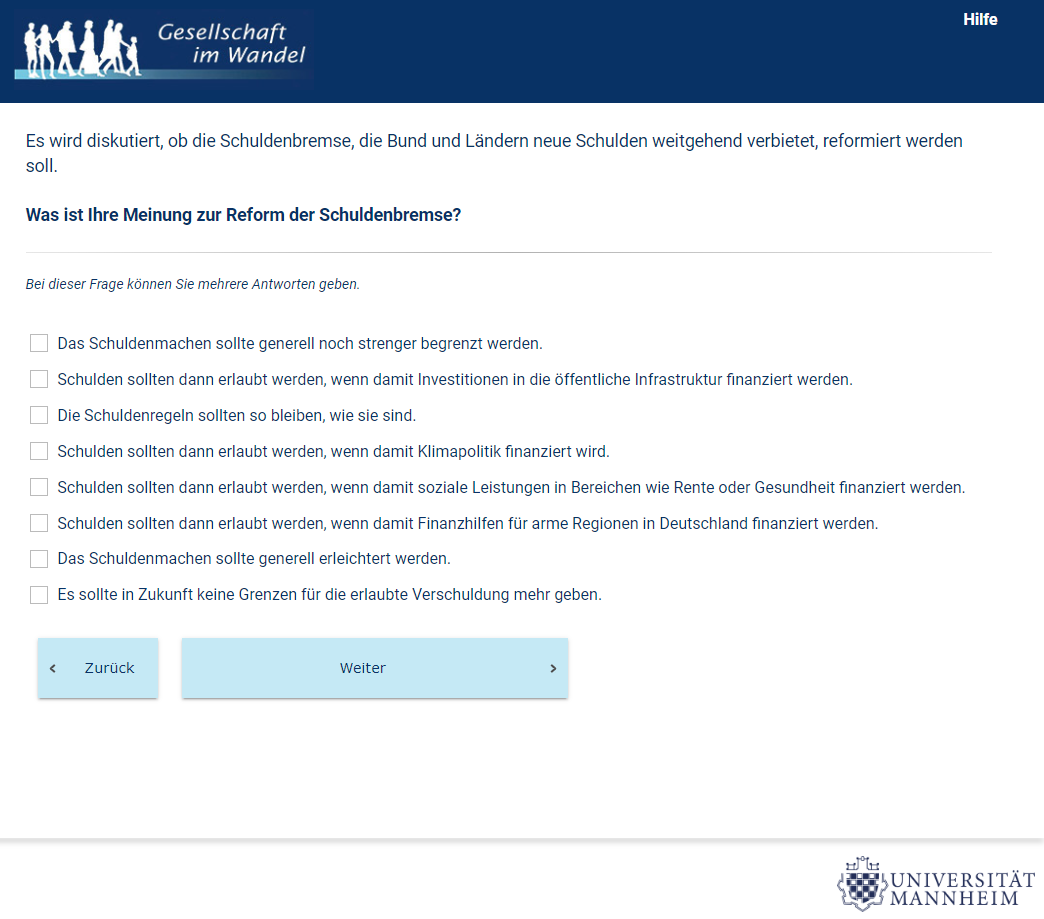 Gesellschaft
im Wandel
Hilfe
Es wird diskutiert, ob die Schuldenbremse, die Bund und Ländern neue Schulden weitgehend verbietet, reformiert werden
soll.
Was ist Ihre Meinung zur Reform der Schuldenbremse?
Bei dieser Frage können Sie mehrere Antworten geben.
Das Schuldenmachen sollte generell noch strenger begrenzt werden.
Schulden sollten dann erlaubt werden, wenn damit Investitionen in die öffentliche Infrastruktur finanziert werden.
Die Schuldenregeln sollten so bleiben, wie sie sind.
Schulden sollten dann erlaubt werden, wenn damit Klimapolitik finanziert wird.
Schulden sollten dann erlaubt werden, wenn damit soziale Leistungen in Bereichen wie Rente oder Gesundheit finanziert werden.
Schulden sollten dann erlaubt werden, wenn damit Finanzhilfen für arme Regionen in Deutschland finanziert werden.
Das Schuldenmachen sollte generell erleichtert werden.
Es sollte in Zukunft keine Grenzen für die erlaubte Verschuldung mehr geben.
‹ Zurück
Weiter ›
UNIVERSITÄT
MANNHEIM